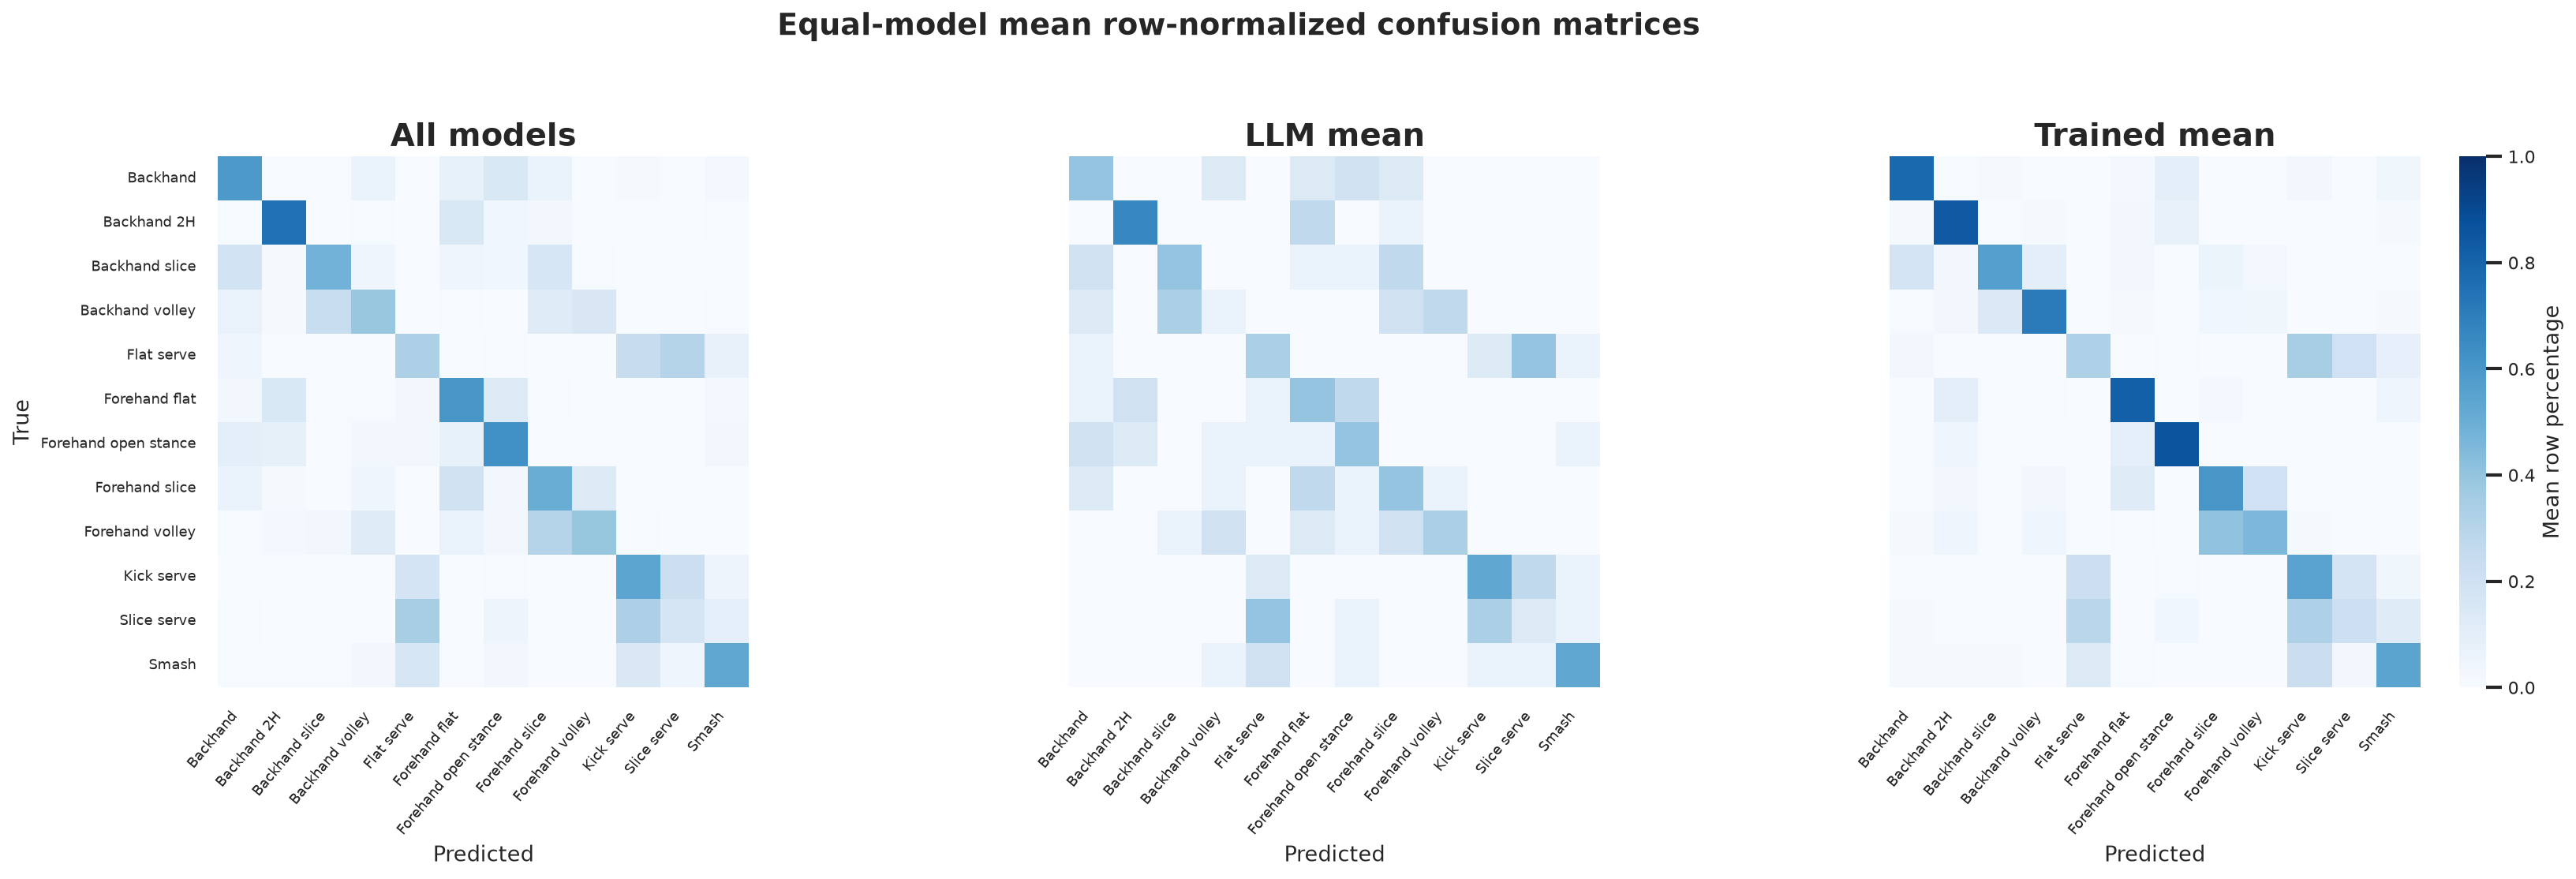 Equal-model mean row-normalized confusion matrices
All models
LLM mean
Trained mean
True
Backhand
Backhand 2H
Backhand slice
Backhand volley
Flat serve
Forehand flat
Forehand open stance
Forehand slice
Forehand volley
Kick serve
Slice serve
Smash
Backhand
Backhand 2H
Backhand slice
Backhand volley
Flat serve
Forehand flat
Forehand open stance
Forehand slice
Forehand volley
Kick serve
Slice serve
Smash
Predicted
Backhand
Backhand 2H
Backhand slice
Backhand volley
Flat serve
Forehand flat
Forehand open stance
Forehand slice
Forehand volley
Kick serve
Slice serve
Smash
Predicted
Backhand
Backhand 2H
Backhand slice
Backhand volley
Flat serve
Forehand flat
Forehand open stance
Forehand slice
Forehand volley
Kick serve
Slice serve
Smash
Predicted
1.0
0.8
0.6
0.4
0.2
0.0
Mean row percentage